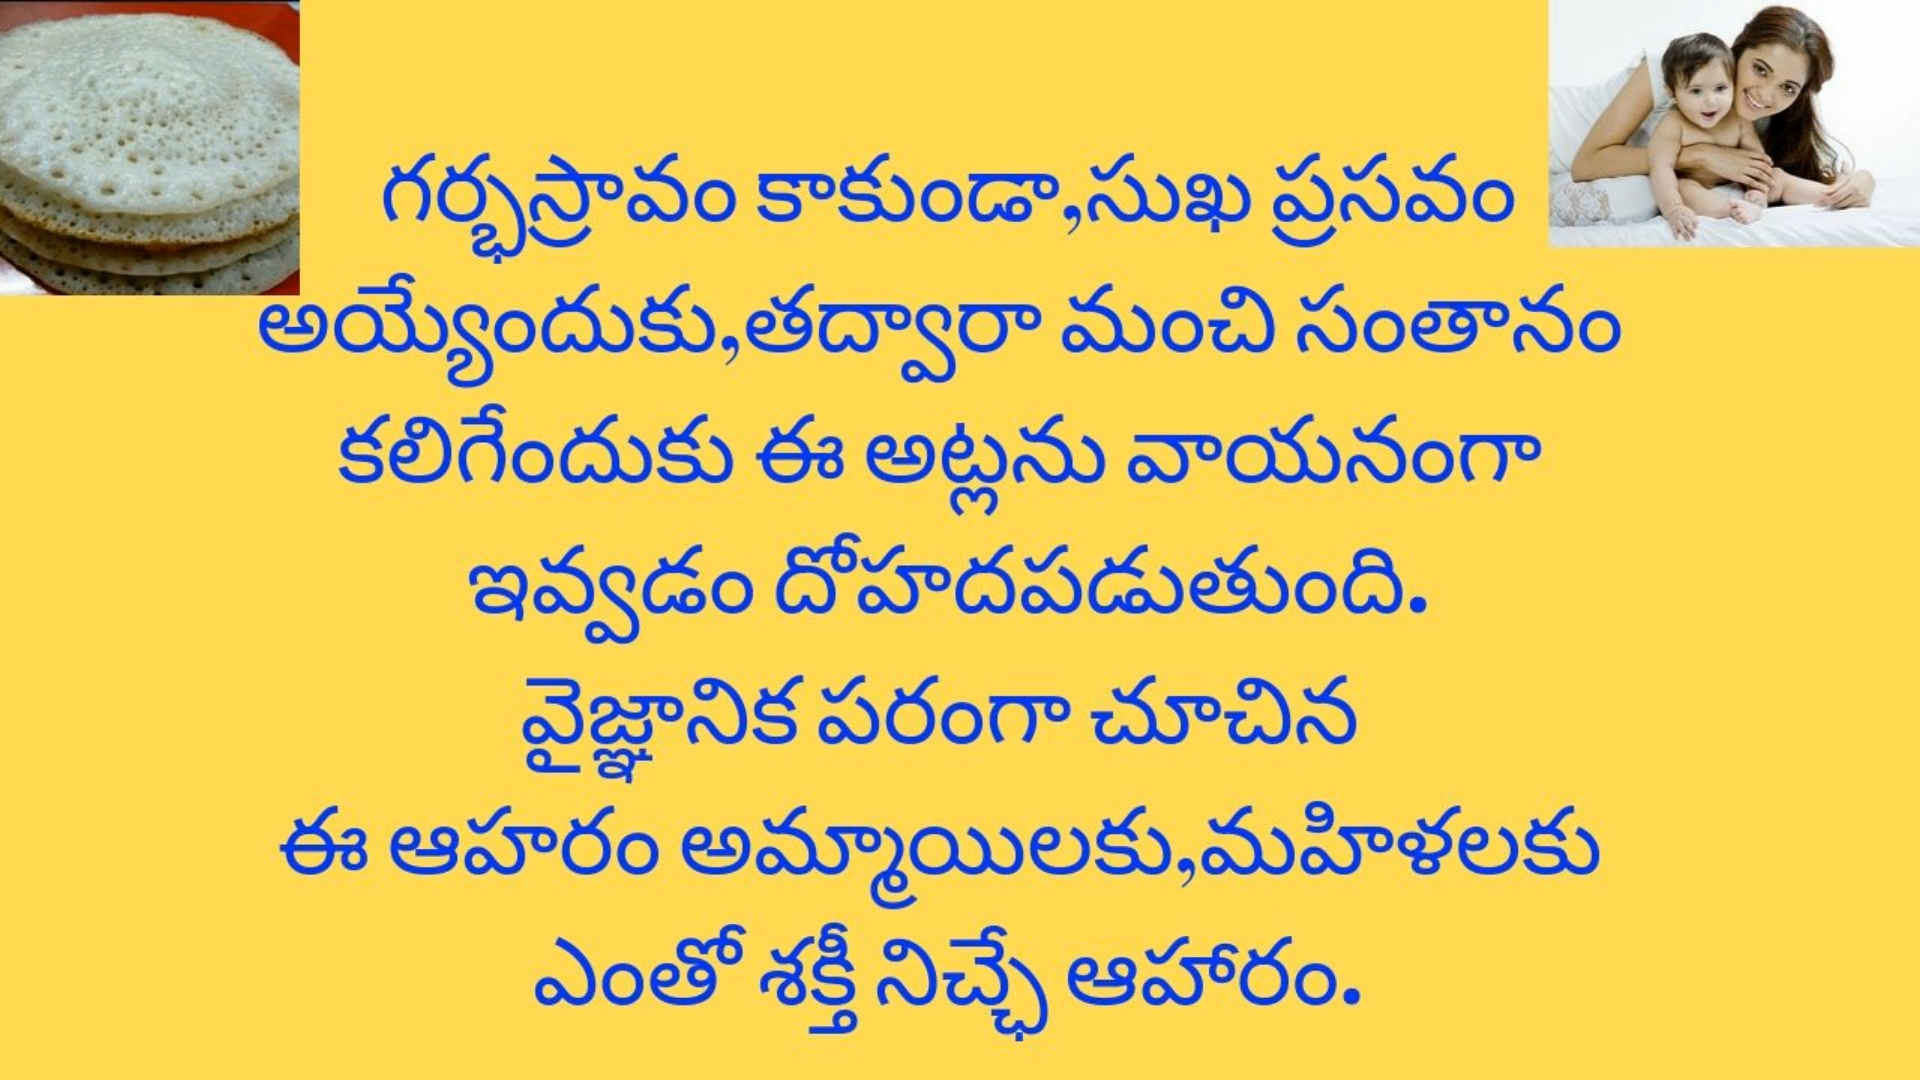 గర్భస్రావం కాకుండా,సుఖ ప్రసవం
అయ్యేందుకు,తద్వారా మంచి సంతానం
కలిగేందుకు ఈ అట్లను వాయనంగా
ఇవ్వడం దోహదపడుతుంది.
వైజ్ఞానిక పరంగా చూచిన
ఈ ఆహరం అమ్మాయిలకు,మహిళలకు
ఎంతో శక్తీ నిచ్ఛే ఆహారం.